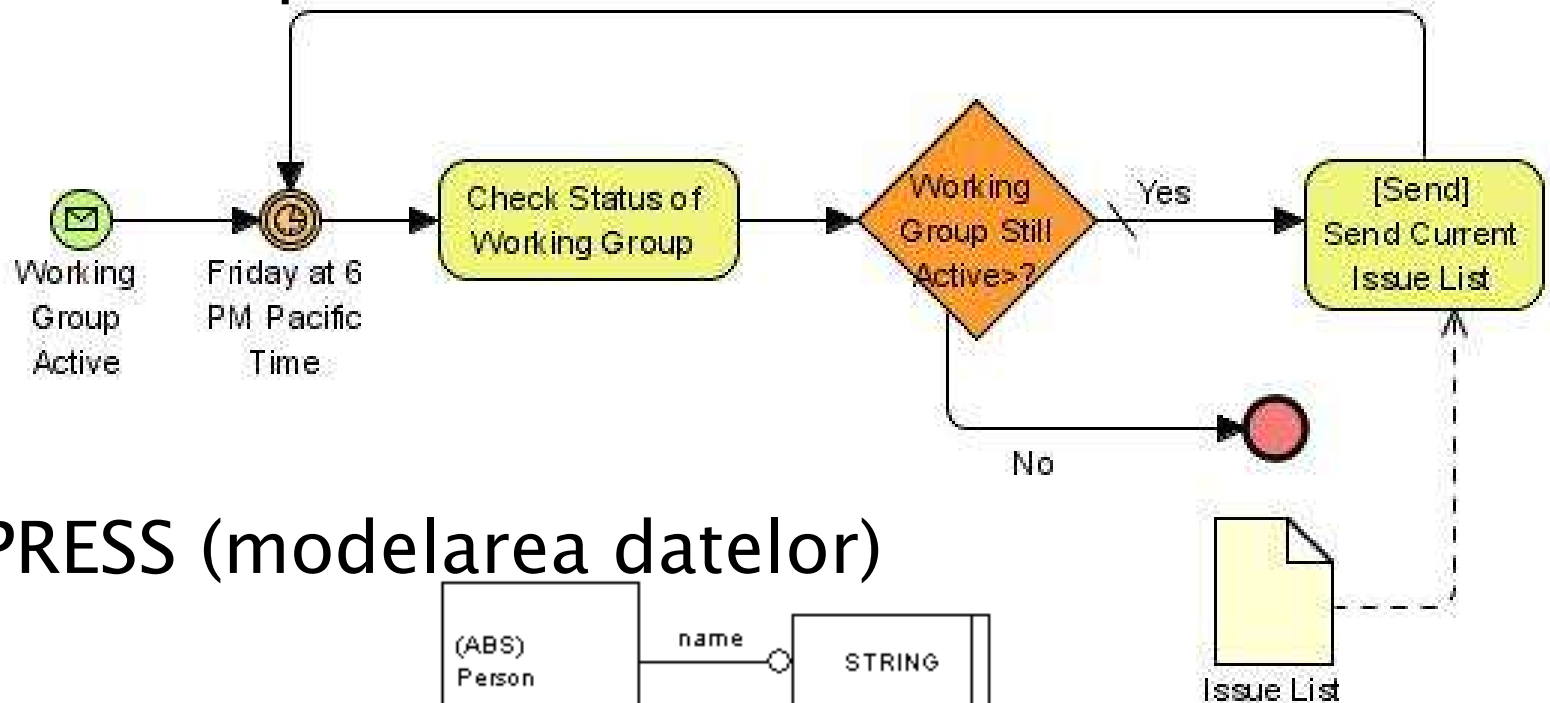 Working
Group
Active
Friday at 6
PM Pacific
Time
Check Status of
Working Group
Working
Group Still
Active>?
Yes
[Send]
Send Current
Issue List
No
Issue List
PRESS (modelarea datelor)
(ABS)
Person
name
STRING